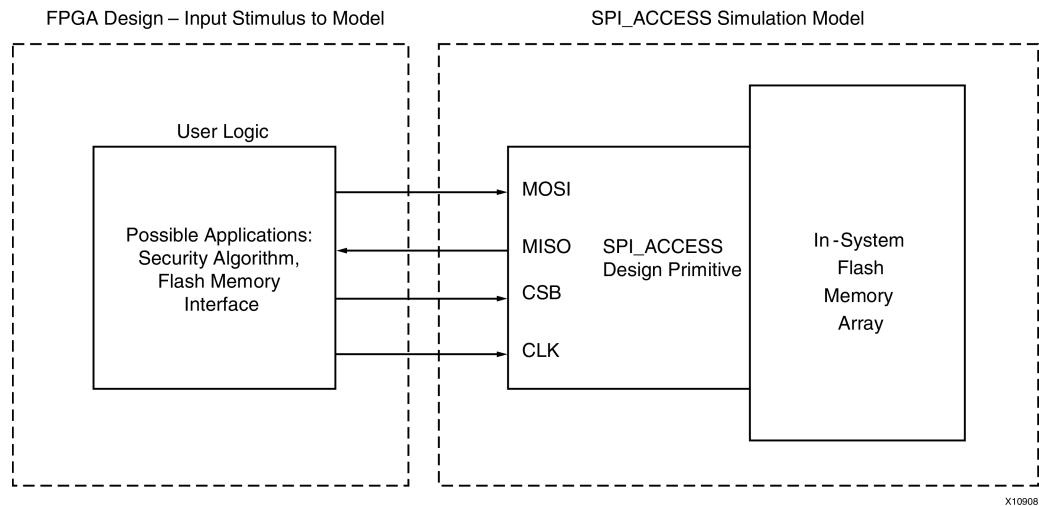 FPGA Design – Input Stimulus to Model
SPI_ACCESS Simulation Model
User Logic
Possible Applications:
Security Algorithm,
Flash Memory
Interface
MOSI
MISO
CSB
CLK
SPI_ACCESS
Design Primitive
In-System
Flash
Memory
Array
X10908